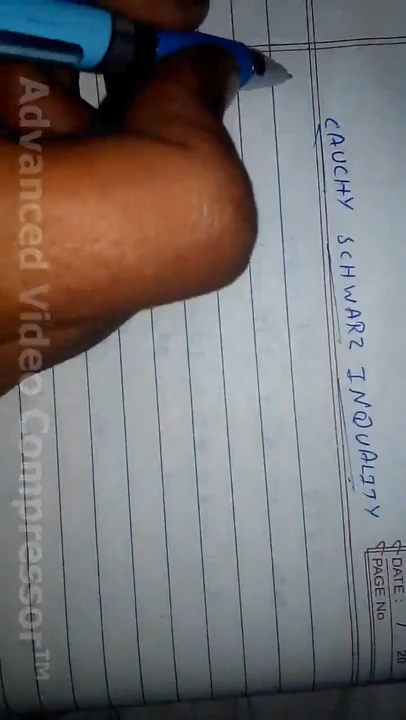 DATE: / 20
PAGE No
CAUCHY SCHWARZ INQUALITY
Advanced Video Compressor™